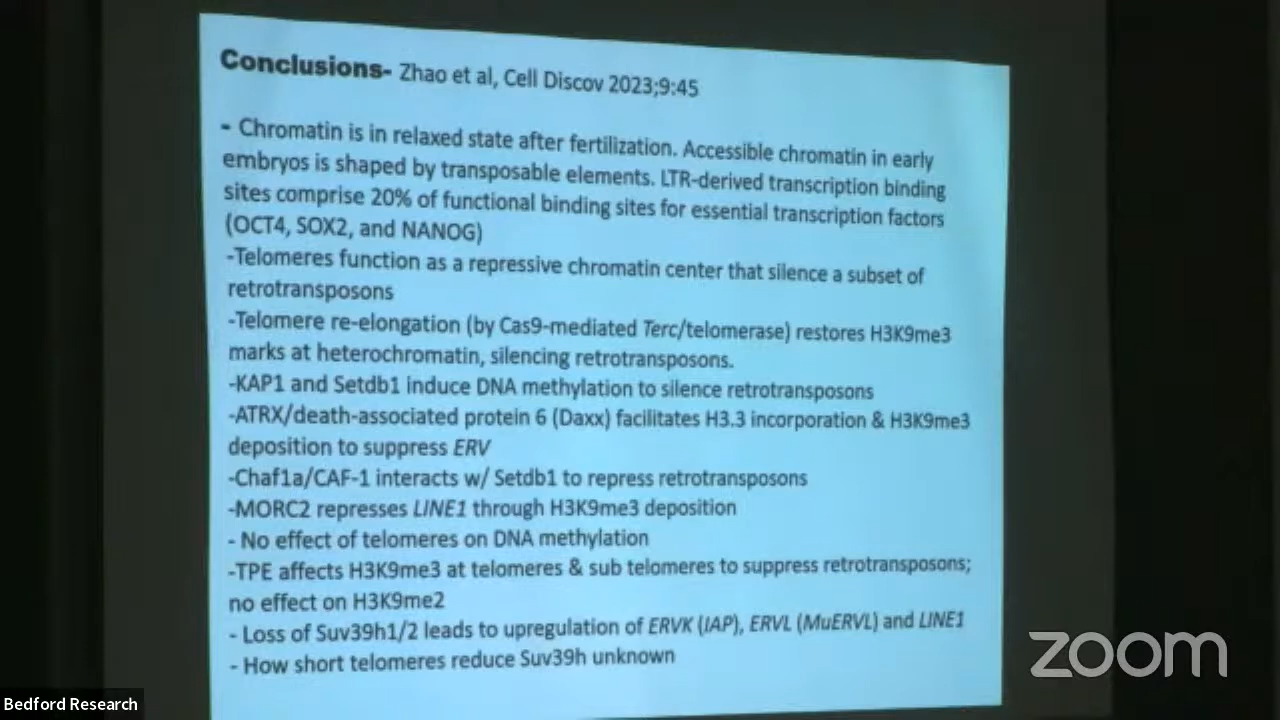 Conclusions- Zhao et al, Cell Discov 2023;9:45
- Chromatin is in relaxed state after fertilization. Accessible chromatin in early
embryos is shaped by transposable elements. LTR-derived transcription binding
sites comprise 20% of functional binding sites for essential transcription factors
(OCT4, SOX2, and NANOG)
-Telomeres function as a repressive chromatin center that silence a subset of
retrotransposons
-Telomere re-elongation (by Cas9-mediated Terc/telomerase) restores H3K9me3
marks at heterochromatin, silencing retrotransposons.
-KAP1 and Setdb1 induce DNA methylation to silence retrotransposons
-ATRX/death-associated protein 6 (Daxx) facilitates H3.3 incorporation & H3K9me3
deposition to suppress ERV
-Chaf1a/CAF-1 interacts w/ Setdb1 to repress retrotransposons
-MORC2 represses LINE1 through H3K9me3 deposition
- No effect of telomeres on DNA methylation
-TPE affects H3K9me3 at telomeres & sub telomeres to suppress retrotransposons;
no effect on H3K9me2
- Loss of Suv39h1/2 leads to upregulation of ERVK (IAP), ERVL (MuERVL) and LINE1
- How short telomeres reduce Suv39h unknown
zoom
Bedford Research